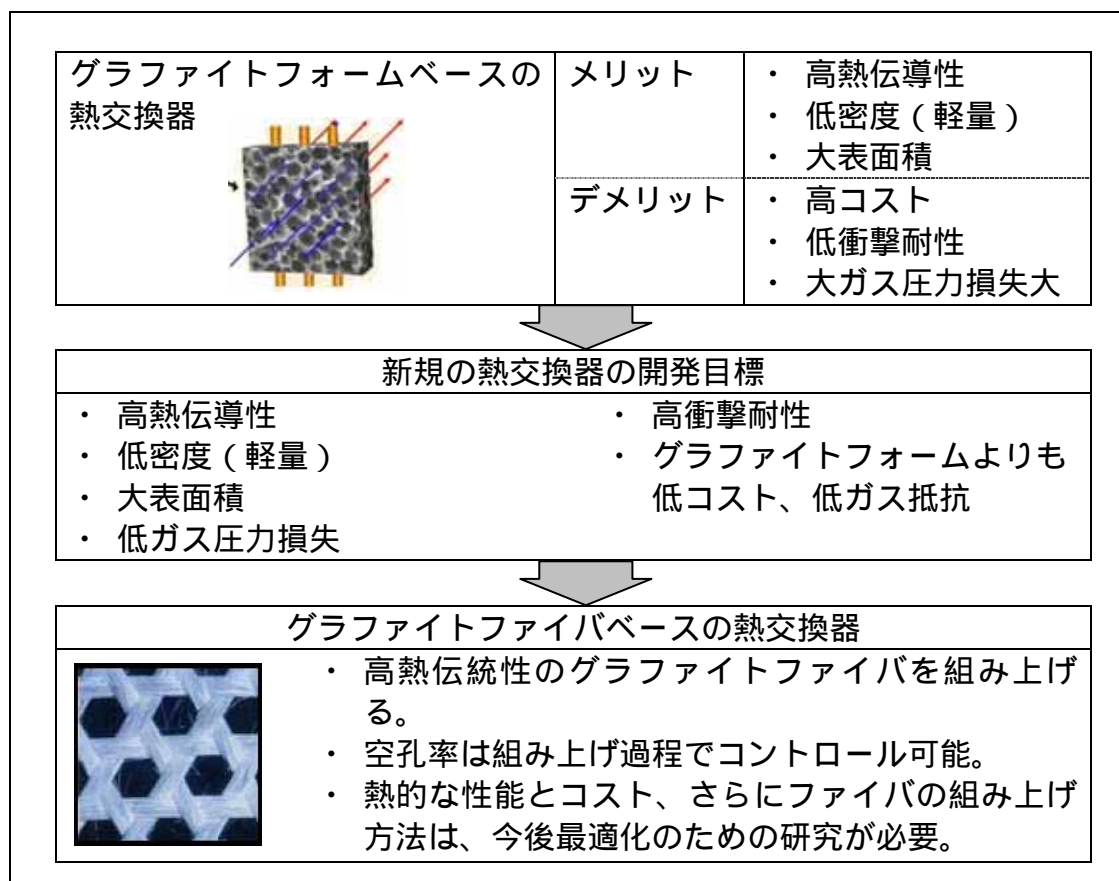 グラファイトフォームベースの
熱交換器
メリット
・ 高熱伝導性
・ 低密度（軽量）
・ 大表面積
デメリット
・ 高コスト
・ 低衝撃耐性
・ 大ガス圧力損失大
新規の熱交換器の開発目標
・ 高熱伝導性
・ 低密度（軽量）
・ 大表面積
・ 低ガス圧力損失
・ 高衝撃耐性
・ グラファイトフォームよりも
低コスト、低ガス抵抗
グラファイトファイバベースの熱交換器
・ 高熱伝統性のグラファイトファイバを組み上げ
る。
・ 空孔率は組み上げ過程でコントロール可能。
・ 熱的な性能とコスト、さらにファイバの組み上げ
方法は、今後最適化のための研究が必要。